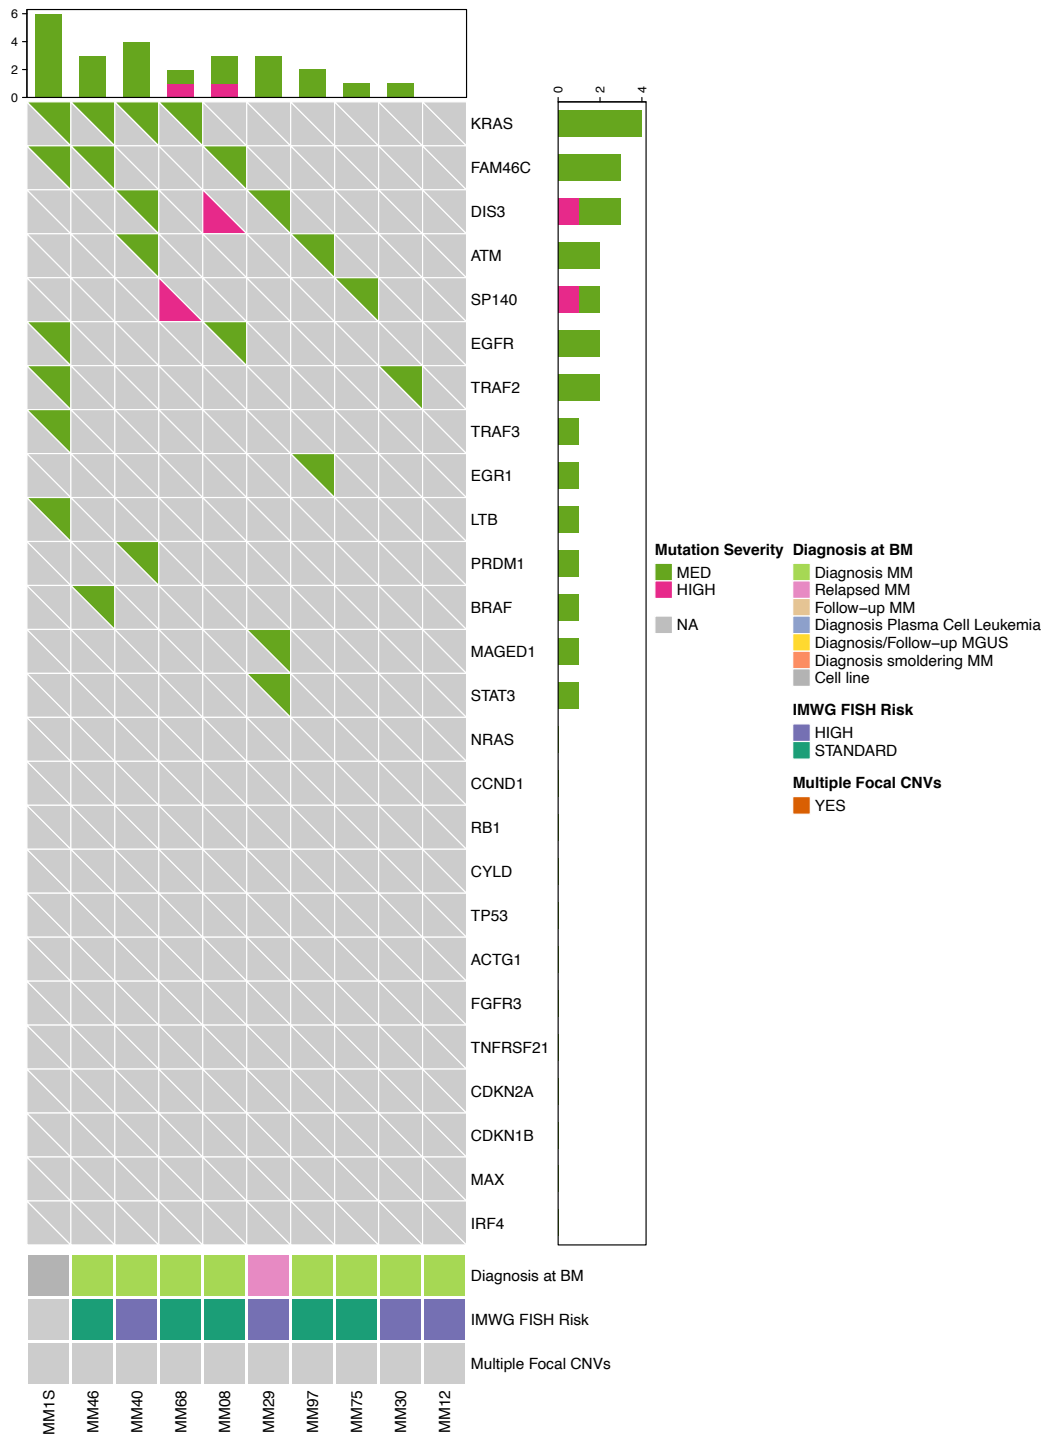 6
4
2
0
0
2
4
KRAS
FAM46C
DIS3
ATM
SP140
EGFR
TRAF2
TRAF3
EGR1
LTB
PRDM1
BRAF
MAGED1
STAT3
NRAS
CCND1
RB1
CYLD
TP53
ACTG1
FGFR3
TNFRSF21
CDKN2A
CDKN1B
MAX
IRF4
Diagnosis at BM
IMWG FISH Risk
Multiple Focal CNVs
MM1S
MM46
MM40
MM68
MM08
MM29
MM97
MM75
MM30
MM12
Mutation Severity
MED
HIGH
NA
Diagnosis at BM
Diagnosis MM
Relapsed MM
Follow−up MM
Diagnosis Plasma Cell Leukemia
Diagnosis/Follow−up MGUS
Diagnosis smoldering MM
Cell line
IMWG FISH Risk
HIGH
STANDARD
Multiple Focal CNVs
YES